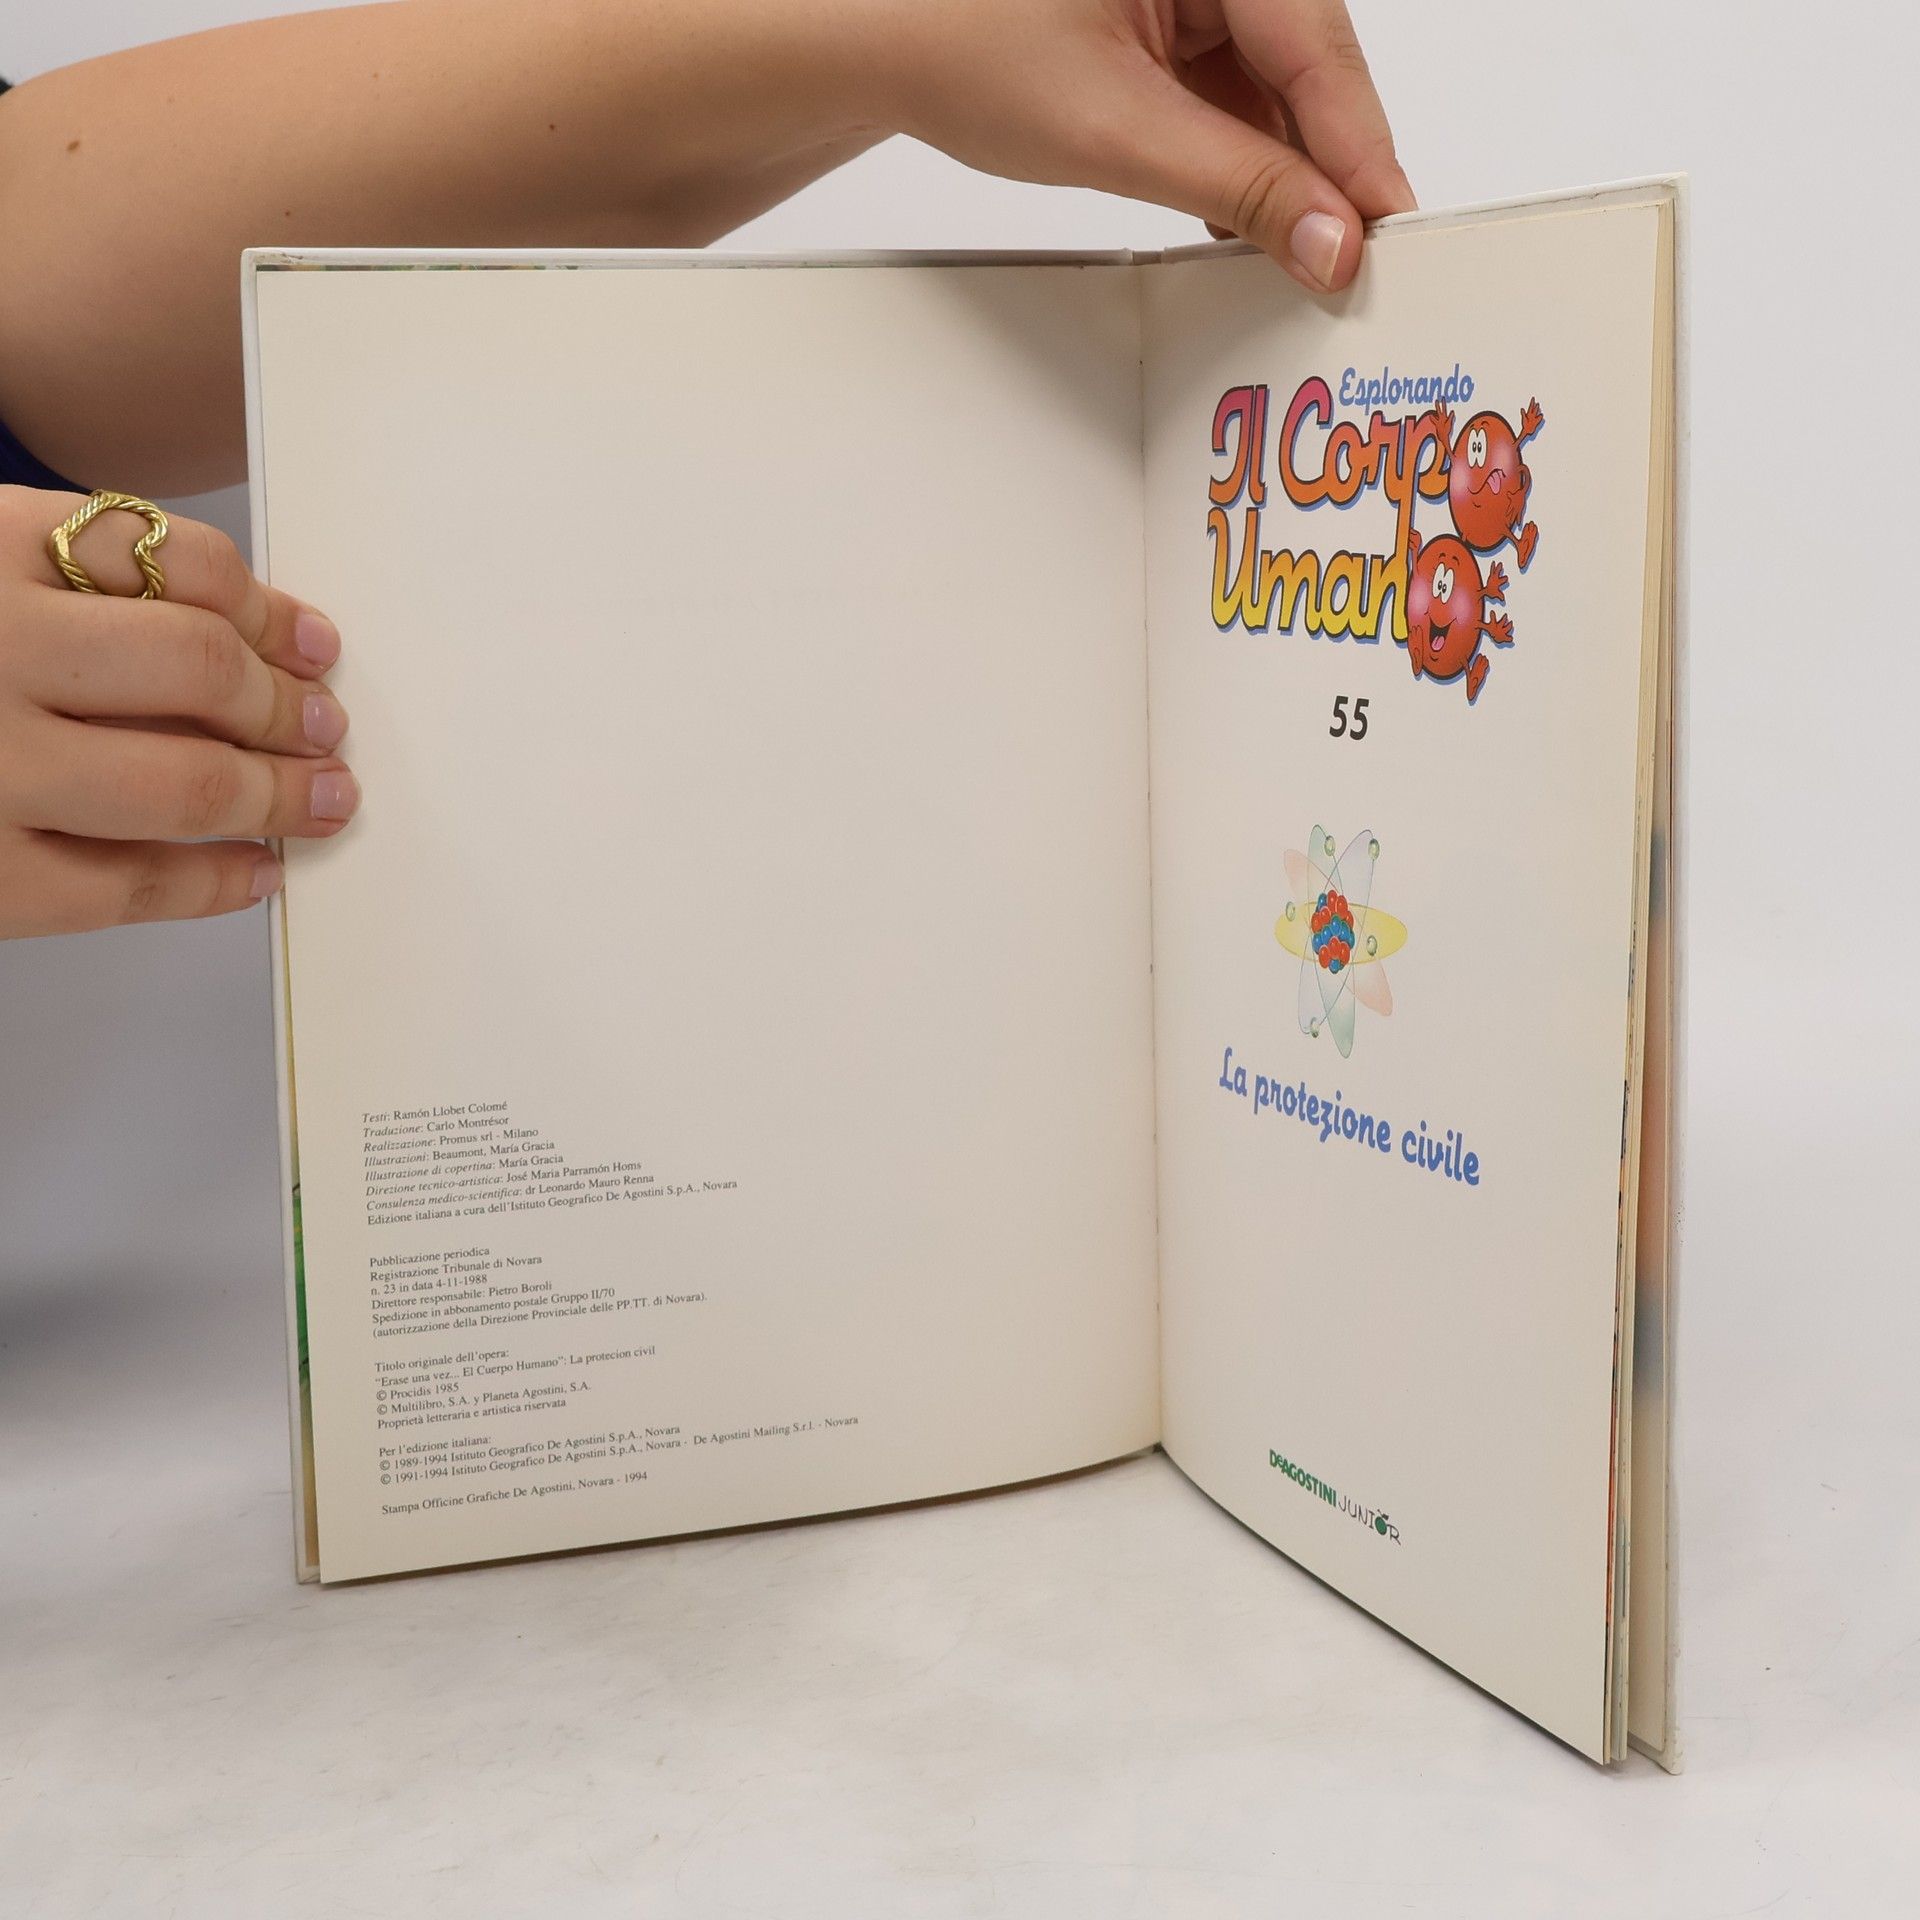 Testi: Ramón Llobet Colomé
Traduzione: Carlo Montrésor
Realizzazione: Promus srl - Milano
Illustrazioni: Beaumont, María Gracia
Illustrazione di copertina: María Gracia
Direzione tecnico-artistica: José Maria Parramón Homs
Consulenza medico-scientifica: dr Leonardo Mauro Renna
Edizione italiana a cura dell'Istituto Geografico De Agostini S.p.A., Novara
Pubblicazione periodica
Registrazione Tribunale di Novara
n. 23 in data 4-11-1988
Direttore responsabile: Pietro Boroli
Spedizione in abbonamento postale Gruppo II/70
(autorizzazione della Direzione Provinciale delle PP.TT. di Novara).
Titolo originale dell'opera:
"Erase una vez... El Cuerpo Humano": La protecion civil
© Procidis 1985
© Multilibro, S.A. y Planeta Agostini, S.A.
Proprietà letteraria e artistica riservata
Per l'edizione italiana:
© 1989-1994 Istituto Geografico De Agostini S.p.A., Novara
© 1991-1994 Istituto Geografico De Agostini S.p.A., Novara - De Agostini Mailing S.r.l. - Novara
Stampa Officine Grafiche De Agostini, Novara - 1994
Esplorando
Il Corpo
Umano
55
La protezione civile
DeAGOSTINI JUNIOR